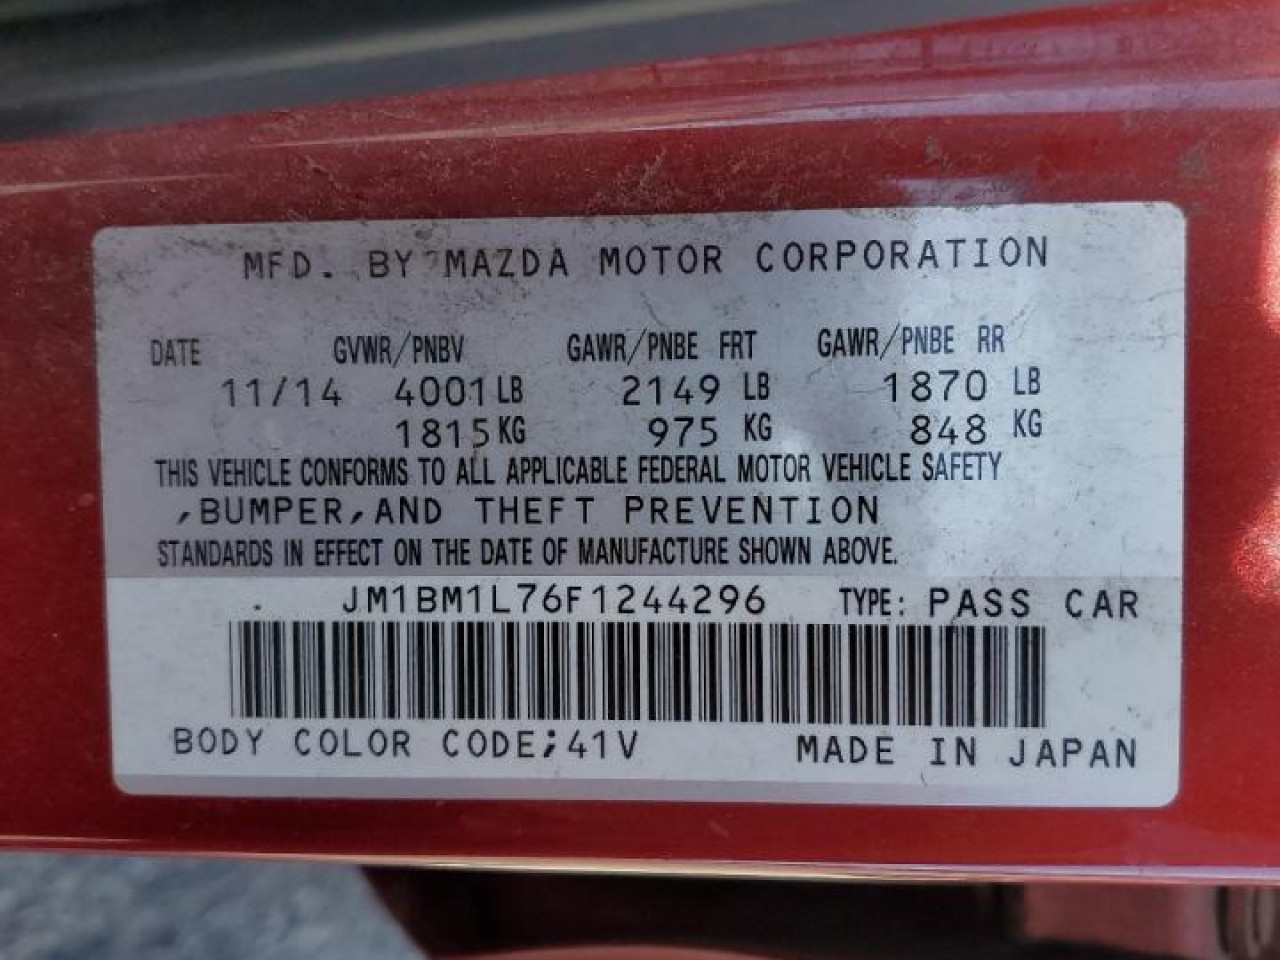 MFD. BY MAZDA MOTOR CORPORATION
DATE GVWR/PNBV GAWR/PNBE FRT GAWR/PNBE RR
11/14 4001 LB 2149 LB 1870 LB
1815 KG 975 KG 848 KG
THIS VEHICLE CONFORMS TO ALL APPLICABLE FEDERAL MOTOR VEHICLE SAFETY
,BUMPER,AND THEFT PREVENTION
STANDARDS IN EFFECT ON THE DATE OF MANUFACTURE SHOWN ABOVE.
JM1BM1L76F1244296 TYPE: PASS CAR
BODY COLOR CODE;41V MADE IN JAPAN